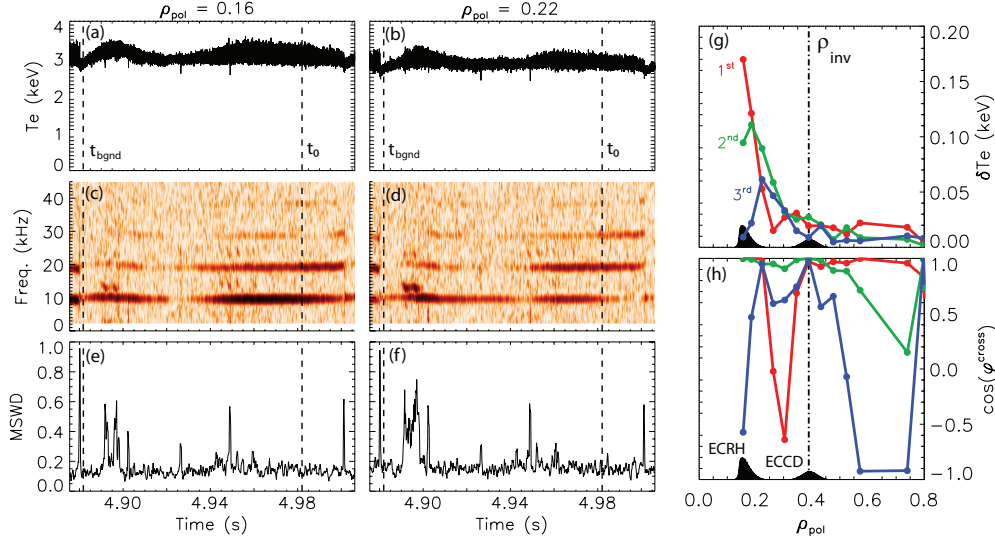 ρpol = 0.16
ρpol = 0.22
(a)
(b)
(g)
4
3
2
1
0
Te (keV)
tbgnd
t0
tbgnd
t0
1st
2nd
3rd
ρinv
0.20
0.15
0.10
0.05
0.00
δTe (keV)
(c)
(d)
40
30
20
10
0
Freq. (kHz)
(e)
(f)
(h)
1.0
0.8
0.6
0.4
0.2
0.0
MSWD
4.90
4.94
4.98
Time (s)
4.90
4.94
4.98
Time (s)
ECRH
ECCD
1.0
0.5
0.0
−0.5
−1.0
cos(φcross)
0.0
0.2
0.4
0.6
0.8
ρpol